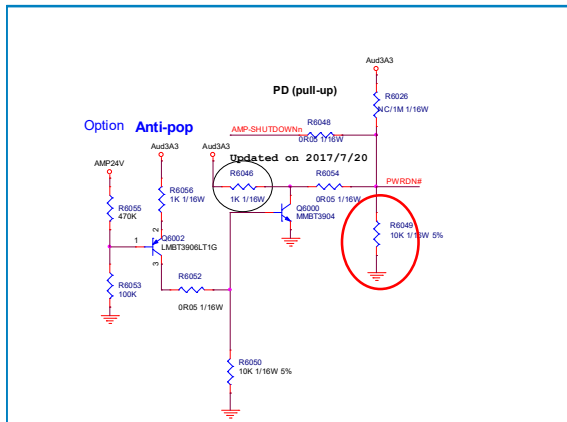 Aud3A3
PD (pull-up)
R6026
NC/1M 1/16W
R6048
AMP-SHUTDOWNn
0R05 1/16W
Option Anti-pop
Updated on 2017/7/20
AMP24V
Aud3A3
Aud3A3
R6046
R6054
PWRDN#
R6056
1K 1/16W
1K 1/16W
0R05 1/16W
R6055
470K
Q6000
MMBT3904
R6049
10K 1/16W 5%
2
Q6002
1
LMBT3906LT1G
3
R6053
100K
R6052
0R05 1/16W
R6050
10K 1/16W 5%